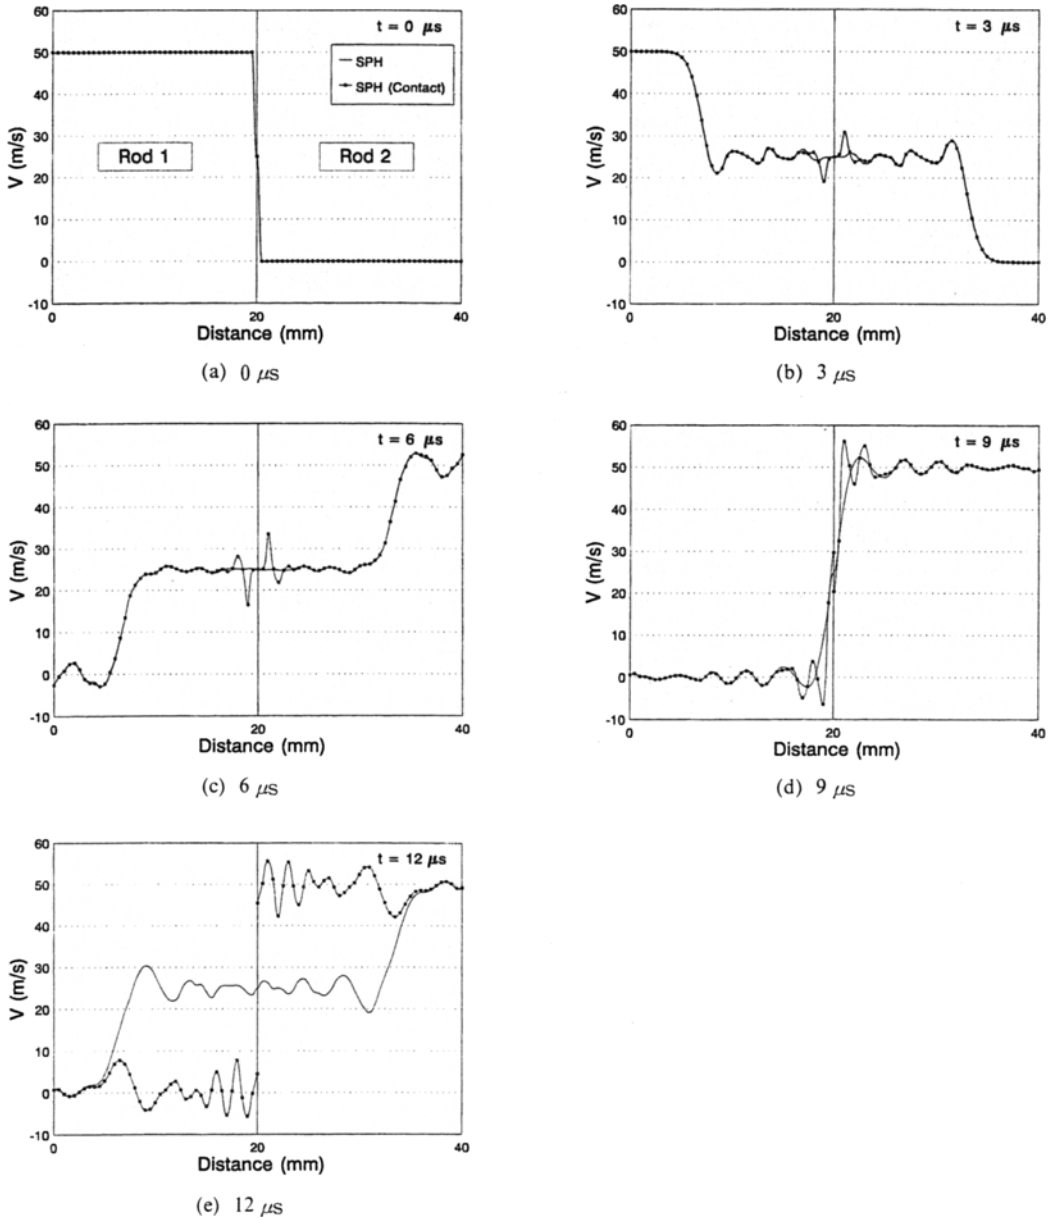 t = 0 μs
60
50
40
30
20
10
0
-10
V (m/s)
SPH
SPH (Contact)
Rod 1
Rod 2
0
20
40
Distance (mm)
(a) 0 μs
t = 3 μs
60
50
40
30
20
10
0
-10
V (m/s)
0
20
40
Distance (mm)
(b) 3 μs
t = 6 μs
60
50
40
30
20
10
0
-10
V (m/s)
0
20
40
Distance (mm)
(c) 6 μs
t = 9 μs
60
50
40
30
20
10
0
-10
V (m/s)
0
20
40
Distance (mm)
(d) 9 μs
t = 12 μs
60
50
40
30
20
10
0
-10
V (m/s)
0
20
40
Distance (mm)
(e) 12 μs